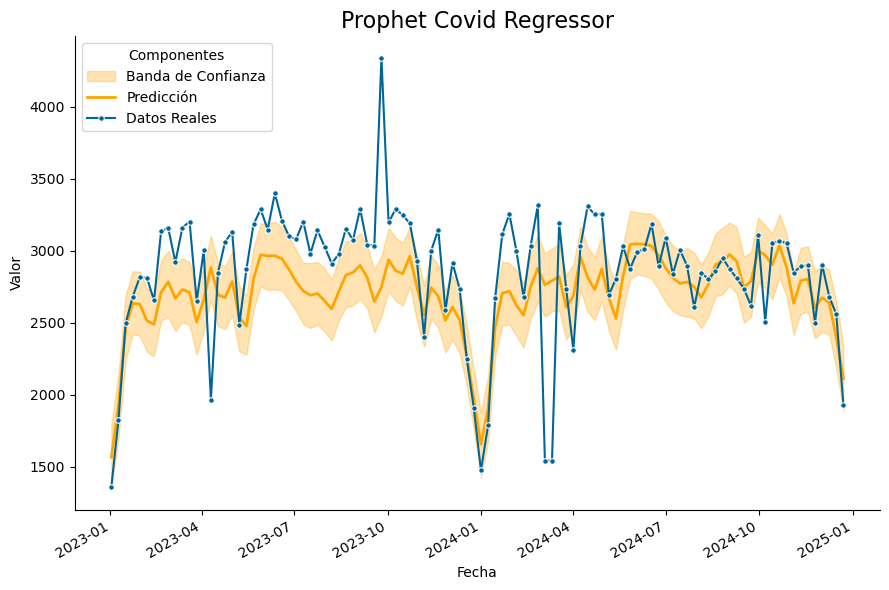 Prophet Covid Regressor
Componentes
Banda de Confianza
Predicción
Datos Reales
Valor
4000
3500
3000
2500
2000
1500
2023-01
2023-04
2023-07
2023-10
2024-01
2024-04
2024-07
2024-10
2025-01
Fecha